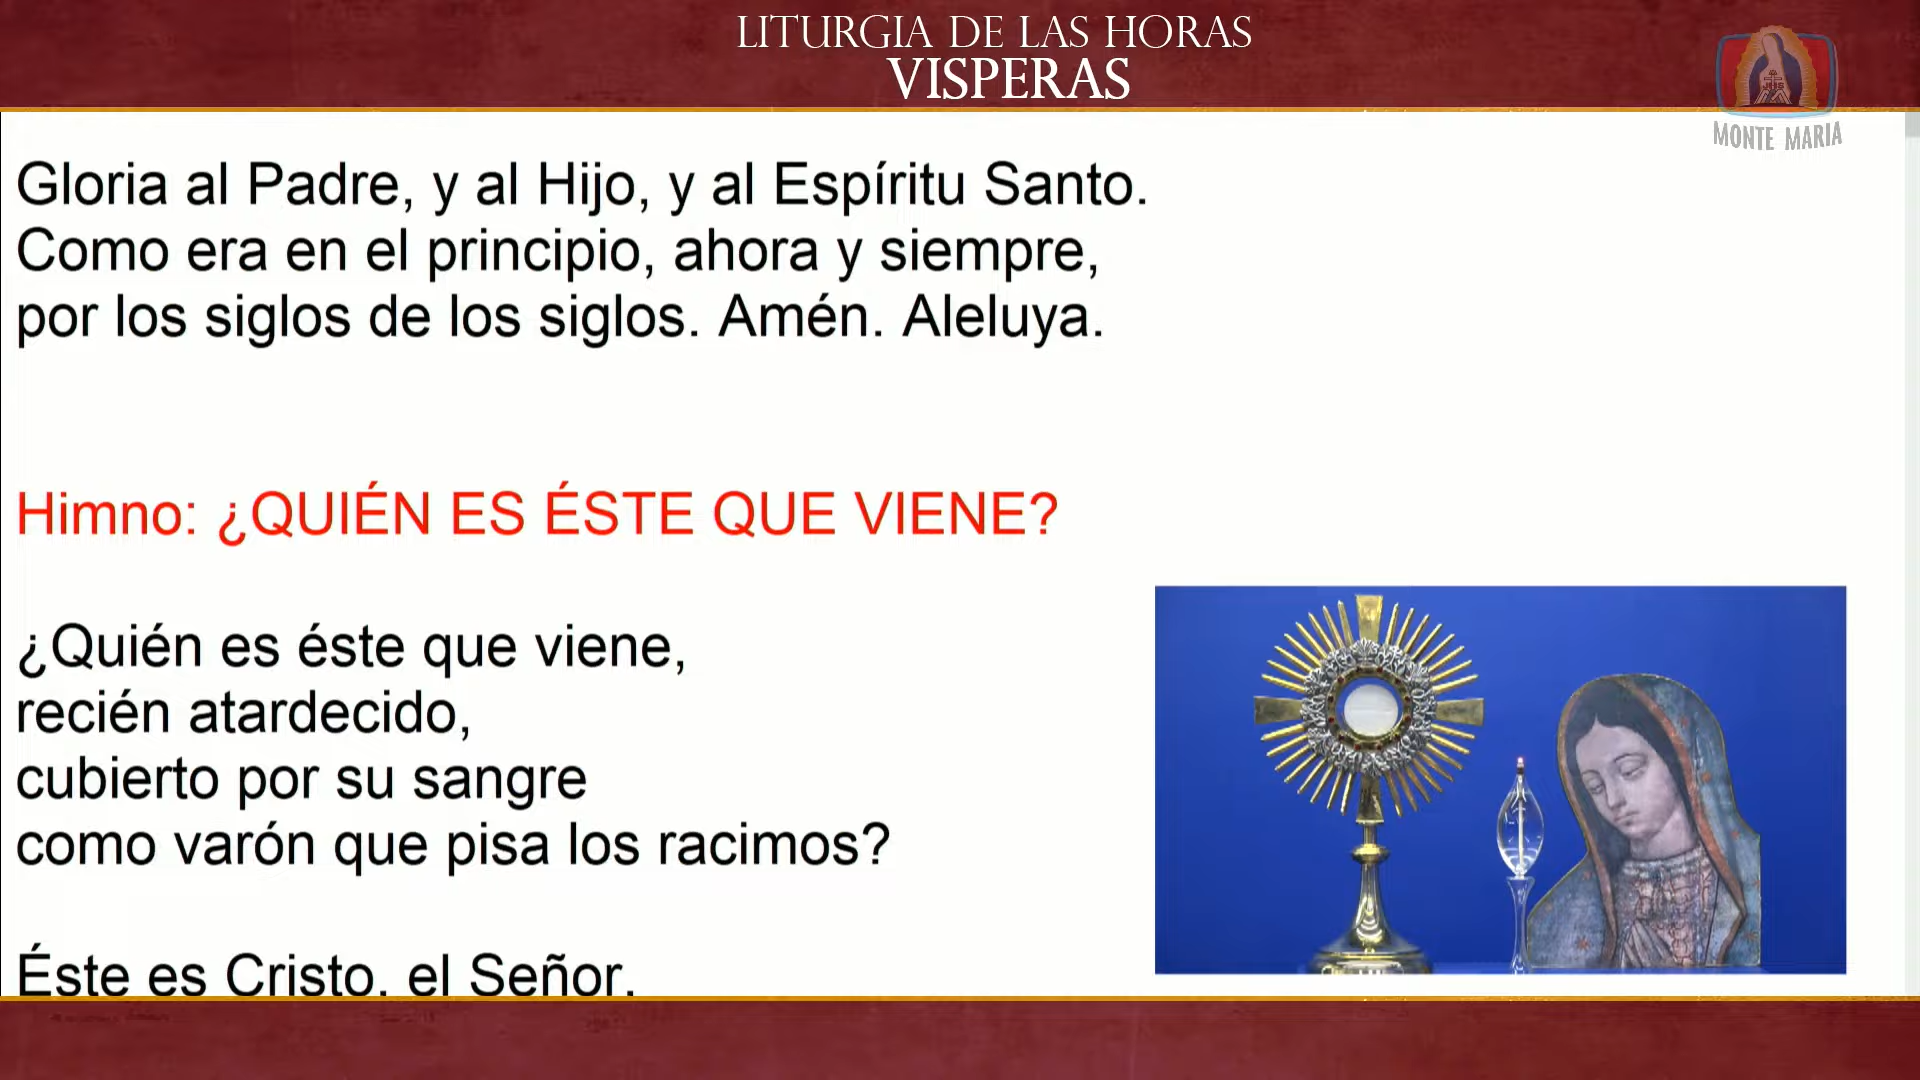 LITURGIA DE LAS HORAS
VISPERAS
MONTE MARIA
Gloria al Padre, y al Hijo, y al Espíritu Santo.
Como era en el principio, ahora y siempre,
por los siglos de los siglos. Amén. Aleluya.
Himno: ¿QUIÉN ES ÉSTE QUE VIENE?
¿Quién es éste que viene,
recién atardecido,
cubierto por su sangre
como varón que pisa los racimos?
Éste es Cristo, el Señor,